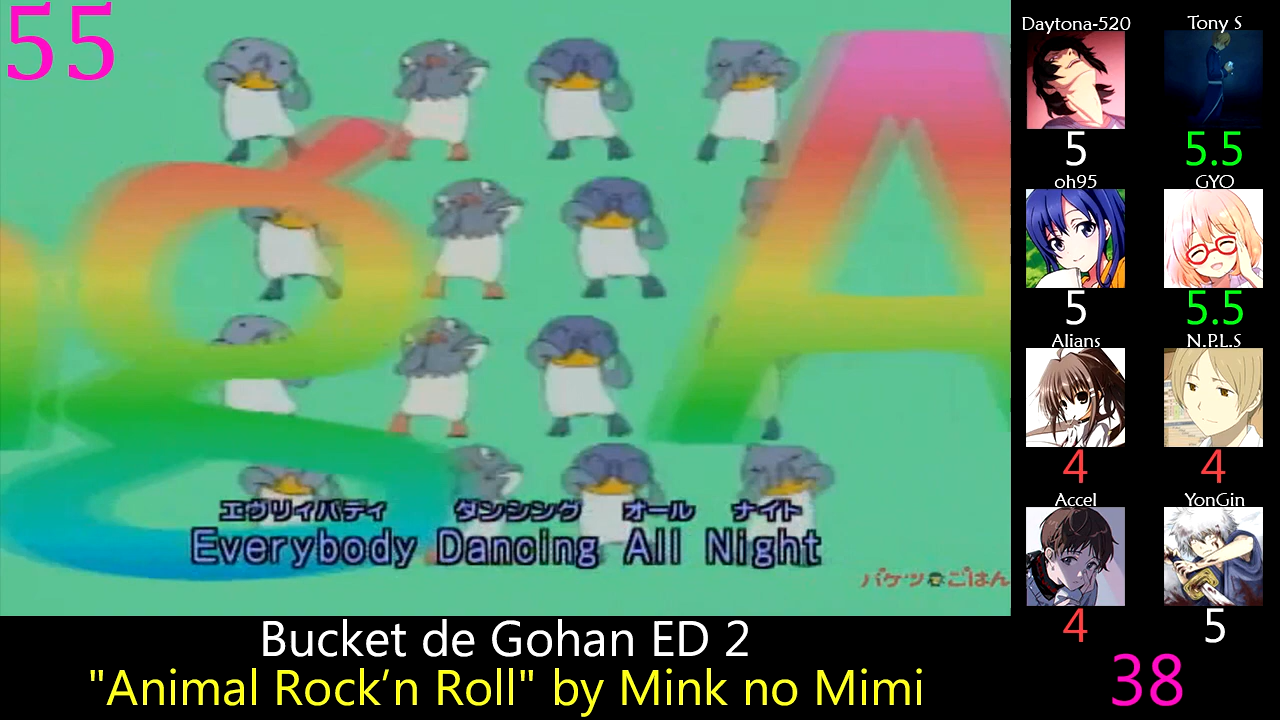 55
g A
エヴリィバディ ダンシング オール ナイト
Everybody Dancing All Night
バケツ ごはん
Bucket de Gohan ED 2
"Animal Rock‘n Roll" by Mink no Mimi
Daytona-520 Tony S
5 5.5
oh95 GYO
5 5.5
Alians N.P.L.S
4 4
Accel YonGin
4 5
38